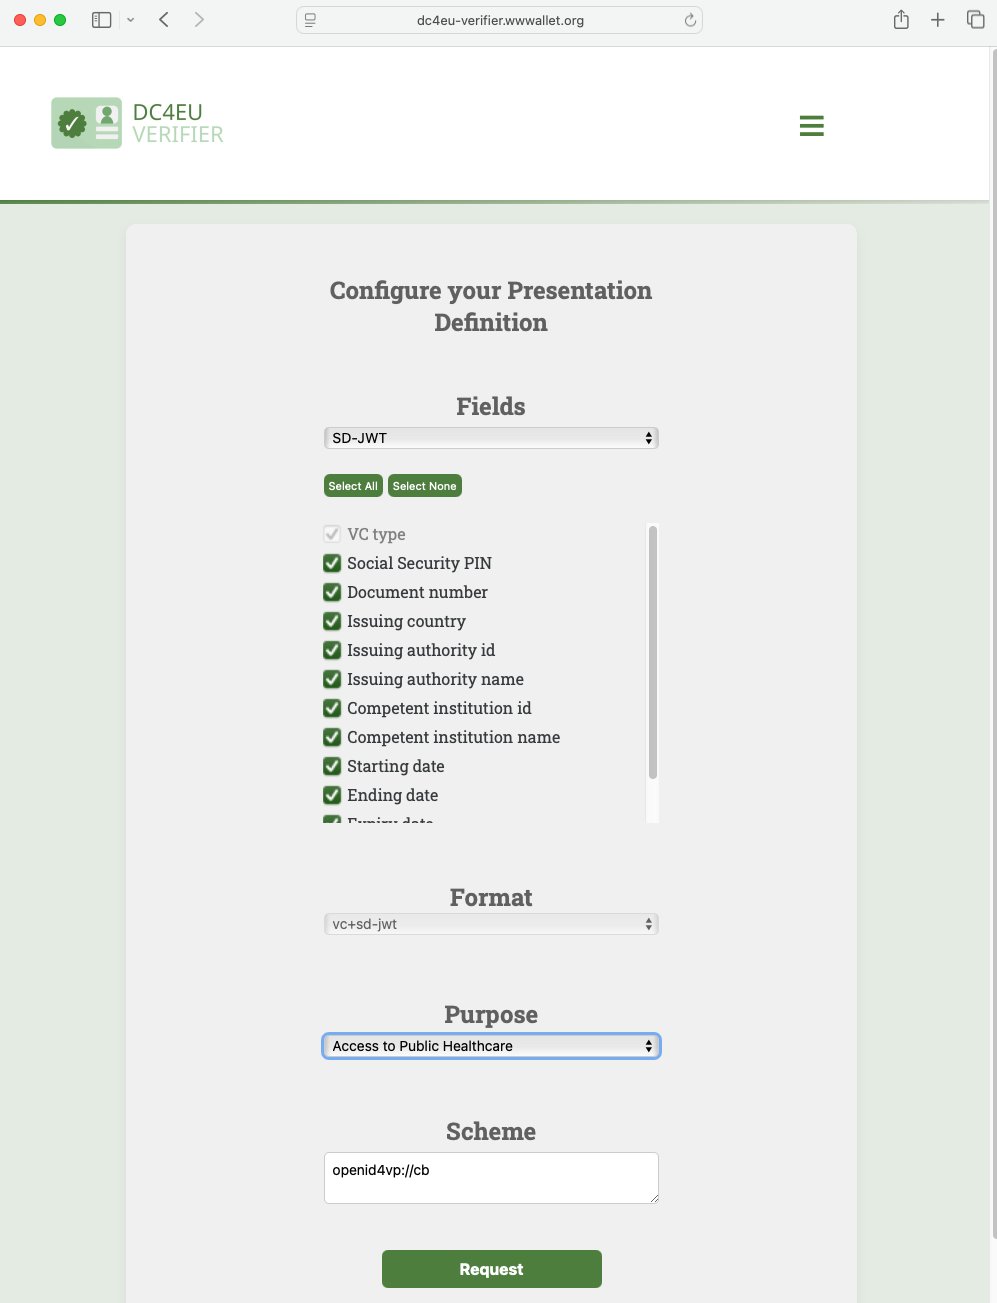 dc4eu-verifier.wwwallet.org
DC4EU
VERIFIER
Configure your Presentation
Definition
Fields
SD-JWT
Select All Select None
VC type
Social Security PIN
Document number
Issuing country
Issuing authority id
Issuing authority name
Competent institution id
Competent institution name
Starting date
Ending date
Expiry date
Format
vc+sd-jwt
Purpose
Access to Public Healthcare
Scheme
openid4vp://cb
Request